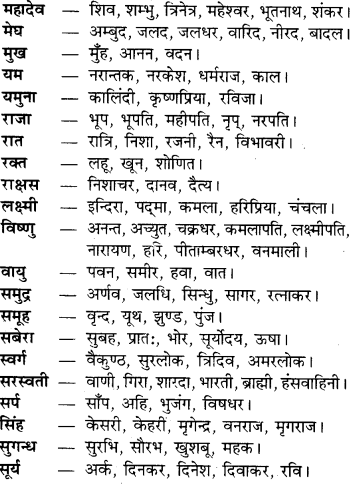 महादेव — शिव, शम्भु, त्रिनेत्र, महेश्वर, भूतनाथ, शंकर।
मेघ — अम्बुद, जलद, जलधर, वारिद, नीरद, बादल।
मुख — मुँह, आनन, वदन।
यम — नरान्तक, नरकेश, धर्मराज, काल।
यमुना — कालिंदी, कृष्णप्रिया, रविजा।
राजा — भूप, भूपति, महीपति, नृप्, नरपति।
रात — रात्रि, निशा, रजनी, रैन, विभावरी।
रक्त — लहू, खून, शोणित।
राक्षस — निशाचर, दानव, दैत्य।
लक्ष्मी — इन्दिरा, पद्मा, कमला, हरिप्रिया, चंचला।
विष्णु — अनन्त, अच्युत, चक्रधर, कमलापति, लक्ष्मीपति,
नारायण, हरि, पीताम्बरधर, वनमाली।
वायु — पवन, समीर, हवा, वात।
समुद्र — अर्णव, जलधि, सिन्धु, सागर, रत्नाकर।
समूह — वृन्द, यूथ, झुण्ड, पुंज।
सबेरा — सुबह, प्रातः, भोर, सूर्योदय, ऊषा।
स्वर्ग — वैकुण्ठ, सुरलोक, त्रिदिव, अमरलोक।
सरस्वती — वाणी, गिरा, शारदा, भारती, ब्राह्मी, हंसवाहिनी।
सर्प — साँप, अहि, भुजंग, विषधर।
सिंह — केसरी, केहरी, मृगेन्द्र, वनराज, मृगराज।
सुगन्ध — सुरभि, सौरभ, खुशबू, महक।
सूर्य — अर्क, दिनकर, दिनेश, दिवाकर, रवि।